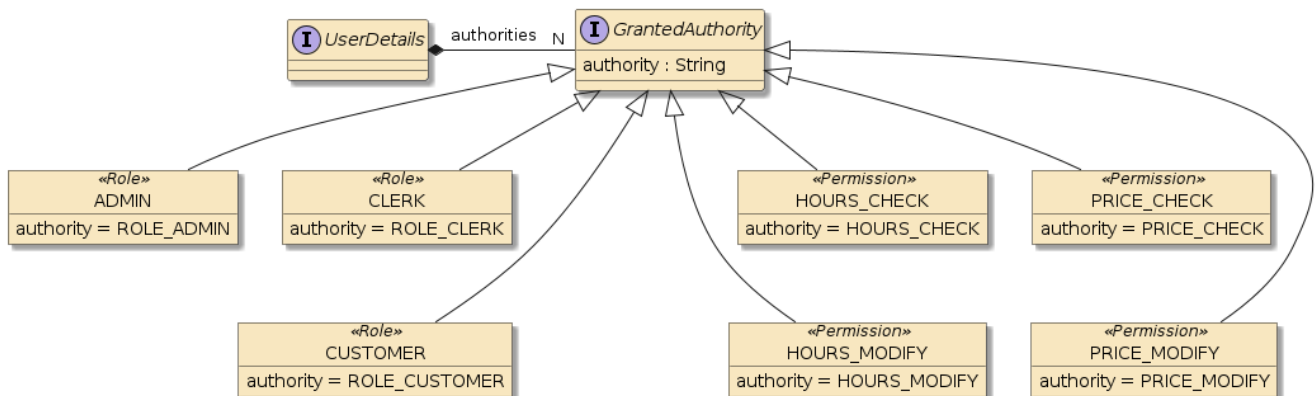 I UserDetails
authorities N
I GrantedAuthority
authority : String
«Role»
ADMIN
authority = ROLE_ADMIN
«Role»
CLERK
authority = ROLE_CLERK
«Permission»
HOURS_CHECK
authority = HOURS_CHECK
«Permission»
PRICE_CHECK
authority = PRICE_CHECK
«Role»
CUSTOMER
authority = ROLE_CUSTOMER
«Permission»
HOURS_MODIFY
authority = HOURS_MODIFY
«Permission»
PRICE_MODIFY
authority = PRICE_MODIFY